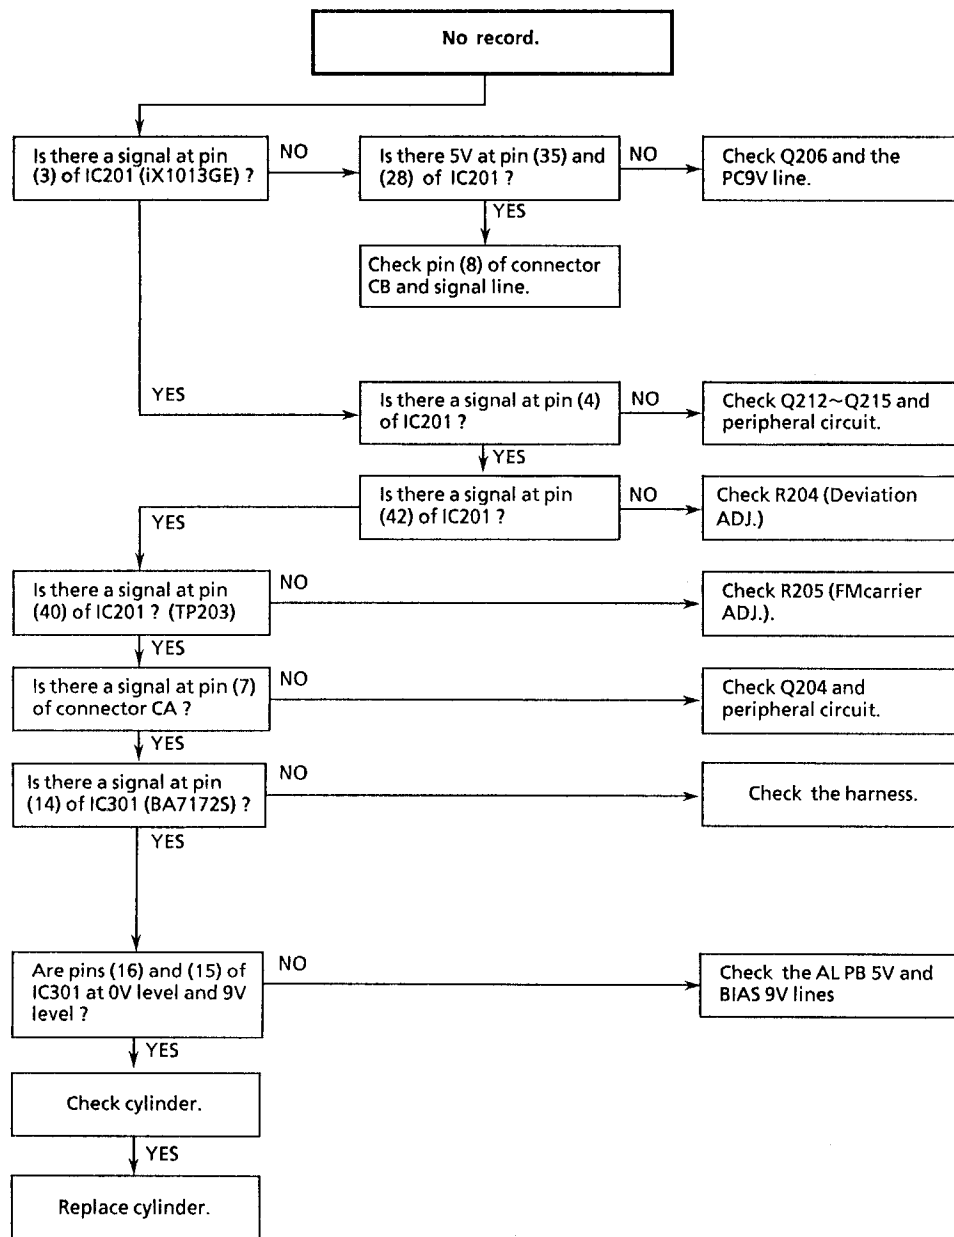 No record.
Is there a signal at pin
(3) of IC201 (iX1013GE) ?
NO
Is there 5V at pin (35) and
(28) of IC201 ?
NO
Check Q206 and the
PC9V line.
YES
Check pin (8) of connector
CB and signal line.
YES
Is there a signal at pin (4)
of IC201 ?
NO
Check Q212~Q215 and
peripheral circuit.
YES
Is there a signal at pin
(42) of IC201 ?
NO
Check R204 (Deviation
ADJ.)
YES
Is there a signal at pin
(40) of IC201 ? (TP203)
NO
Check R205 (FMcarrier
ADJ.).
YES
Is there a signal at pin (7)
of connector CA ?
NO
Check Q204 and
peripheral circuit.
YES
Is there a signal at pin
(14) of IC301 (BA7172S) ?
NO
Check the harness.
YES
Are pins (16) and (15) of
IC301 at 0V level and 9V
level ?
NO
Check the AL PB 5V and
BIAS 9V lines
YES
Check cylinder.
YES
Replace cylinder.